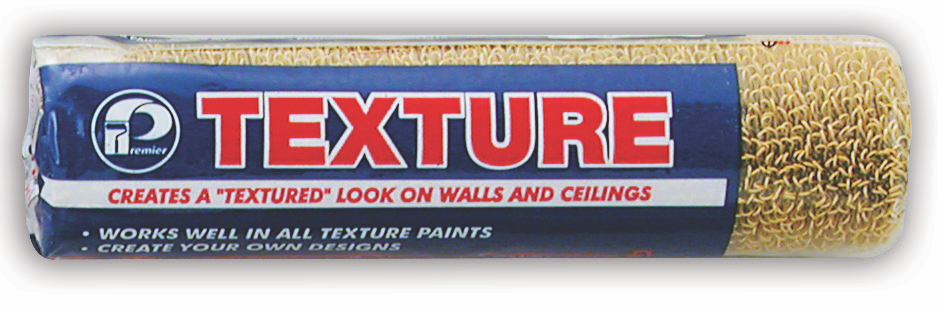 Premier
TEXTURE
CREATES A "TEXTURED" LOOK ON WALLS AND CEILINGS
• WORKS WELL IN ALL TEXTURE PAINTS
• CREATE YOUR OWN DESIGNS